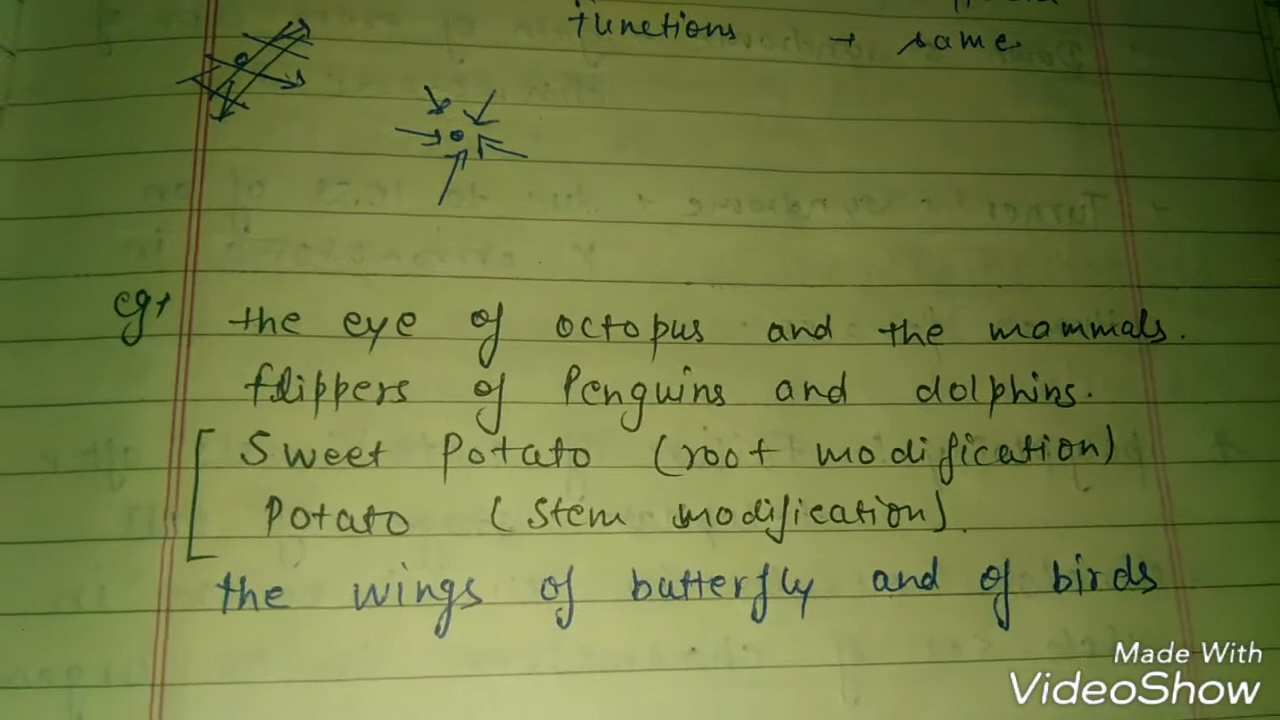 functions → same
eg, the eye of octopus and the mammals.
flippers of Penguins and dolphins.
Sweet Potato (root modification)
Potato (Stem modification).
the wings of butterfly and of birds
Made With
VideoShow